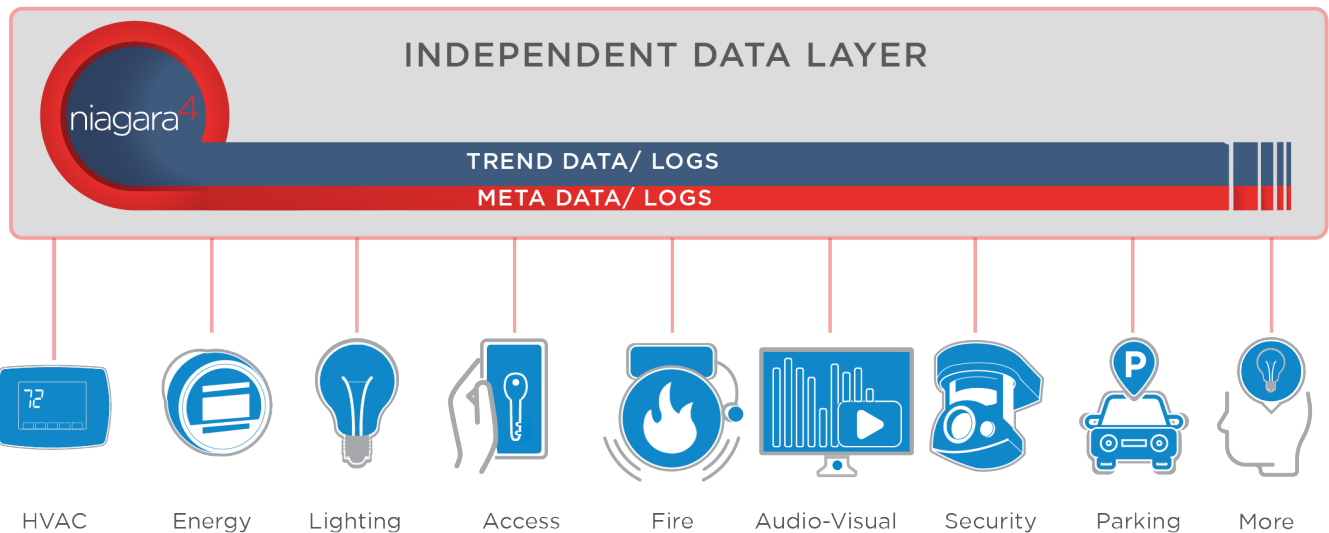 INDEPENDENT DATA LAYER
niagara4
TREND DATA/ LOGS
META DATA/ LOGS
72
P
HVAC
Energy
Lighting
Access
Fire
Audio-Visual
Security
Parking
More